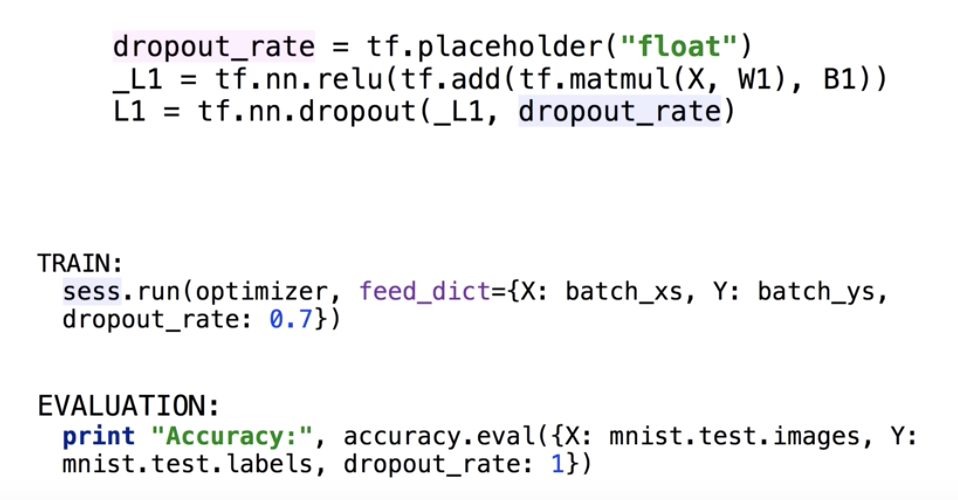 dropout_rate = tf.placeholder("float")
_L1 = tf.nn.relu(tf.add(tf.matmul(X, W1), B1))
L1 = tf.nn.dropout(_L1, dropout_rate)
TRAIN:
sess.run(optimizer, feed_dict={X: batch_xs, Y: batch_ys,
dropout_rate: 0.7})
EVALUATION:
print "Accuracy:", accuracy.eval({X: mnist.test.images, Y:
mnist.test.labels, dropout_rate: 1})